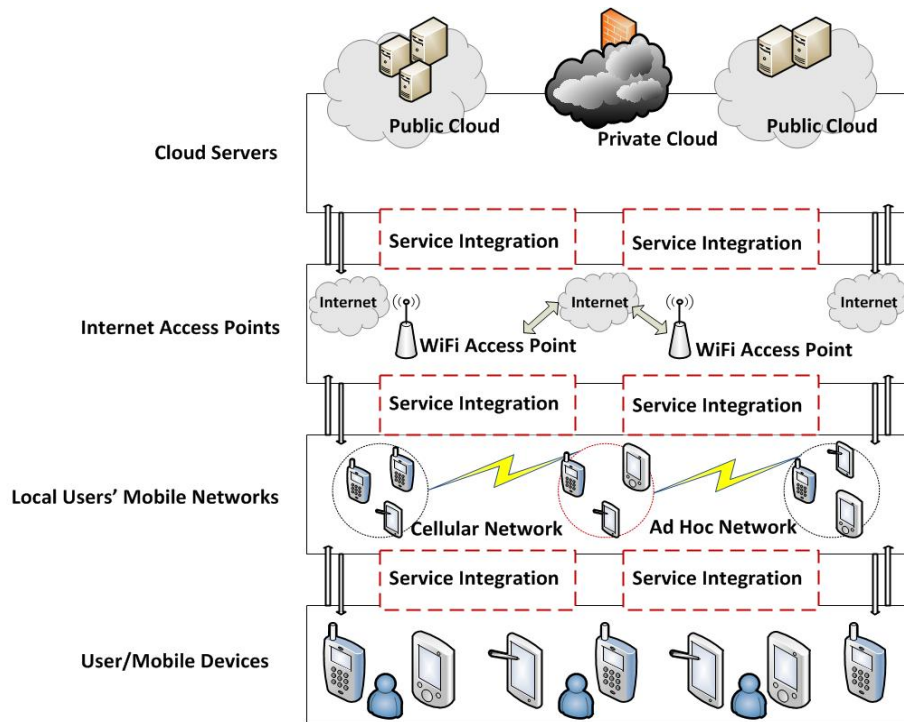 Public Cloud
Private Cloud
Public Cloud
Cloud Servers
Service Integration
Service Integration
Internet
Internet
Internet
Internet Access Points
WiFi Access Point
WiFi Access Point
Service Integration
Service Integration
Local Users’ Mobile Networks
Cellular Network
Ad Hoc Network
Service Integration
Service Integration
User/Mobile Devices